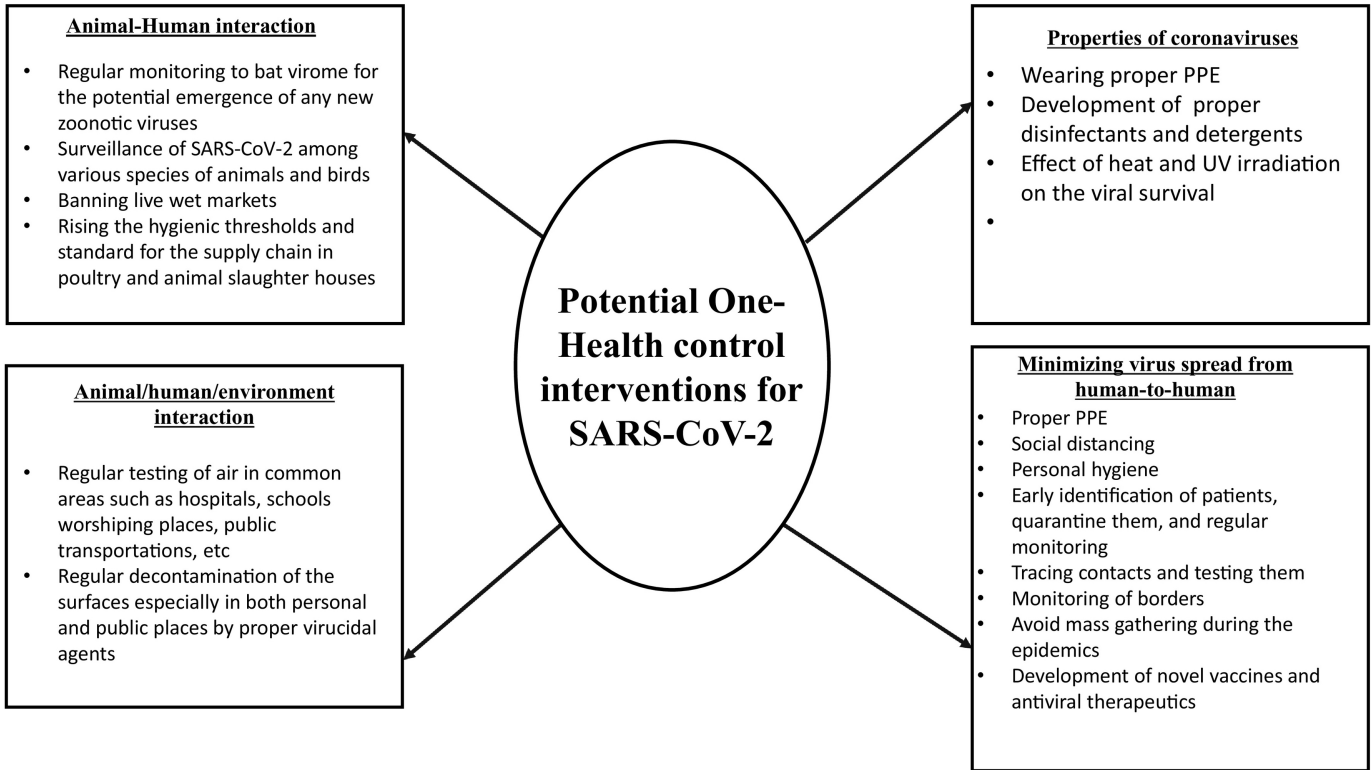 Animal-Human interaction
• Regular monitoring to bat virome for
the potential emergence of any new
zoonotic viruses
• Surveillance of SARS-CoV-2 among
various species of animals and birds
• Banning live wet markets
• Rising the hygienic thresholds and
standard for the supply chain in
poultry and animal slaughter houses
Properties of coronaviruses
• Wearing proper PPE
• Development of  proper
disinfectants and detergents
• Effect of heat and UV irradiation
on the viral survival
•
Potential One-
Health control
interventions for
SARS-CoV-2
Animal/human/environment
interaction
• Regular testing of air in common
areas such as hospitals, schools
worshiping places, public
transportations, etc
• Regular decontamination of the
surfaces especially in both personal
and public places by proper virucidal
agents
Minimizing virus spread from
human-to-human
• Proper PPE
• Social distancing
• Personal hygiene
• Early identification of patients,
quarantine them, and regular
monitoring
• Tracing contacts and testing them
• Monitoring of borders
• Avoid mass gathering during the
epidemics
• Development of novel vaccines and
antiviral therapeutics